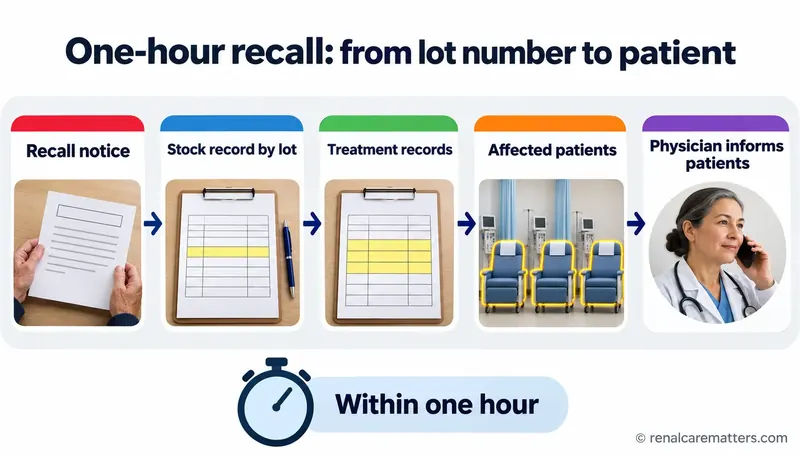 One-hour recall: from lot number to patient
Recall notice
Stock record by lot
Treatment records
Affected patients
Physician informs
patients
Within one hour
© renalcarematters.com